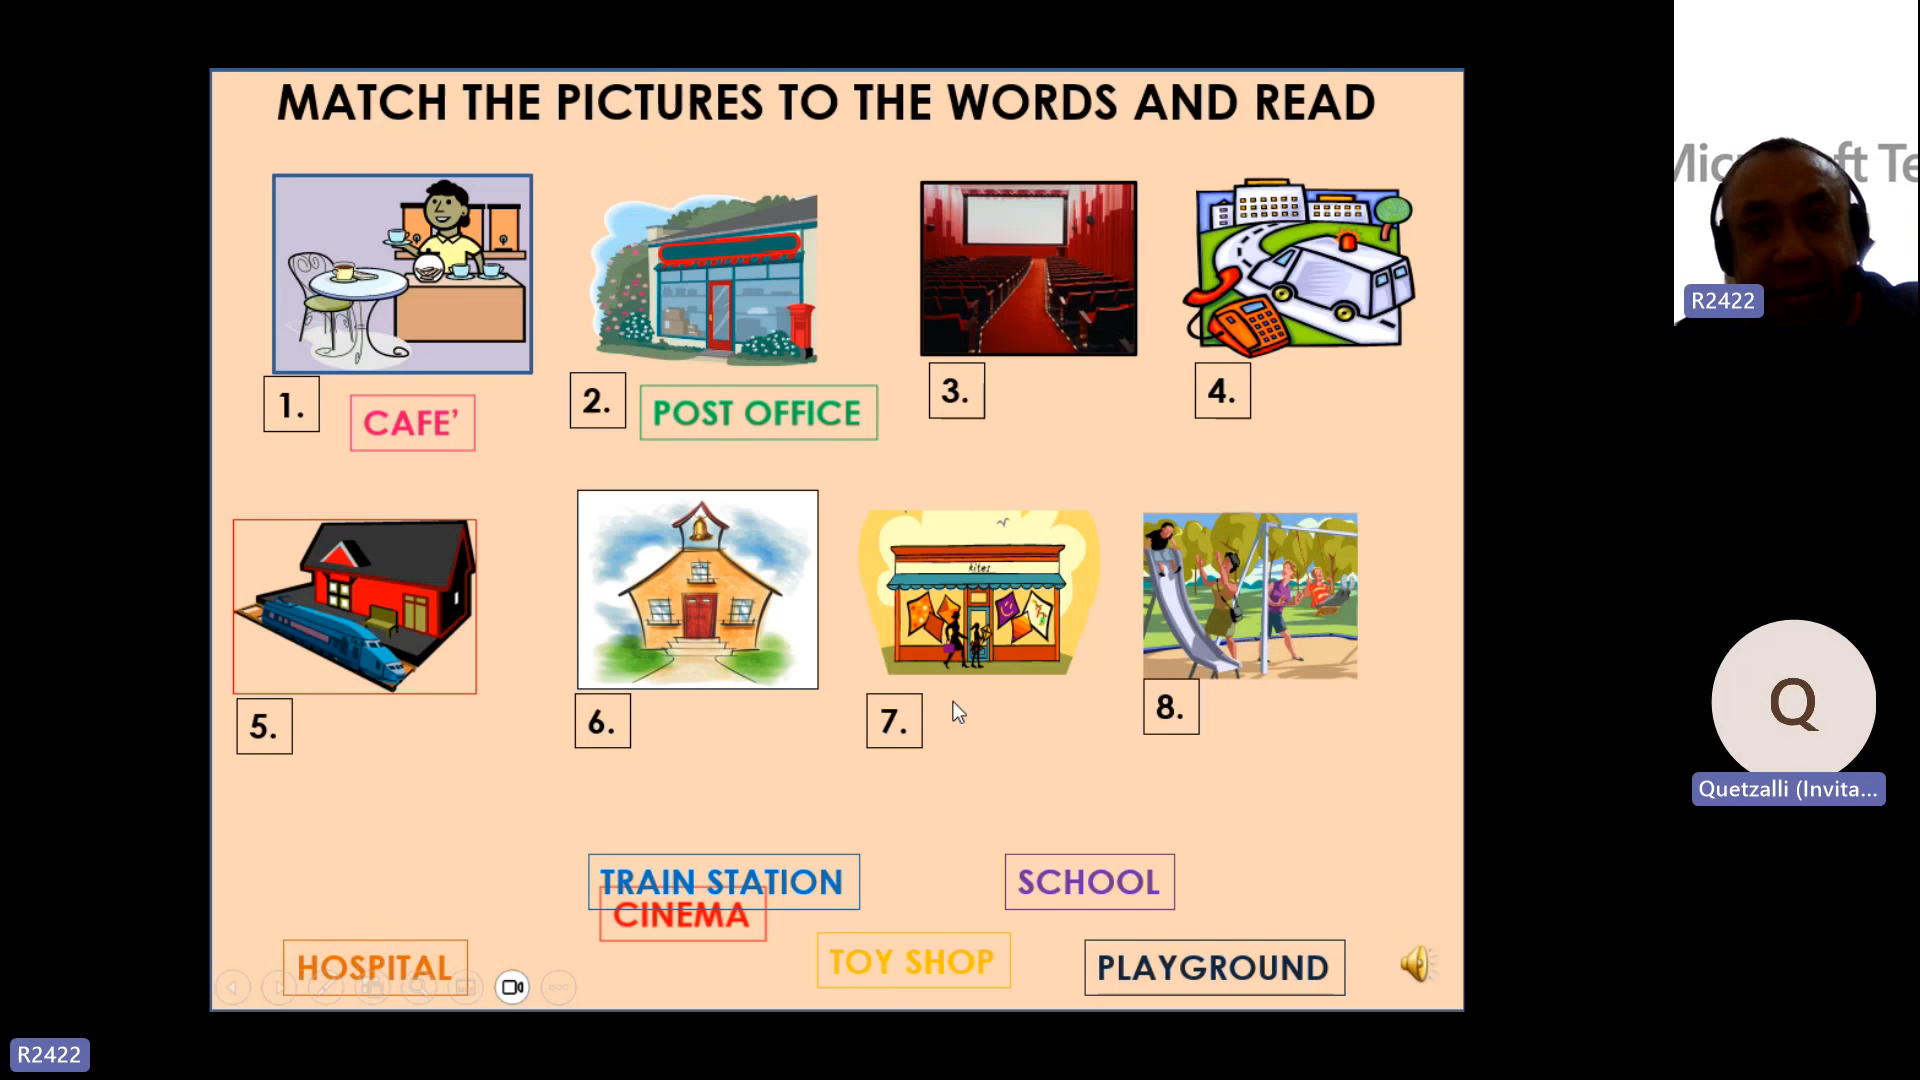 MATCH THE PICTURES TO THE WORDS AND READ
1.
CAFE’
2.
POST OFFICE
3.
4.
5.
6.
kites
7.
8.
TRAIN STATION
SCHOOL
CINEMA
HOSPITAL
TOY SHOP
PLAYGROUND
R2422
Q
Quetzalli (Invita...
R2422